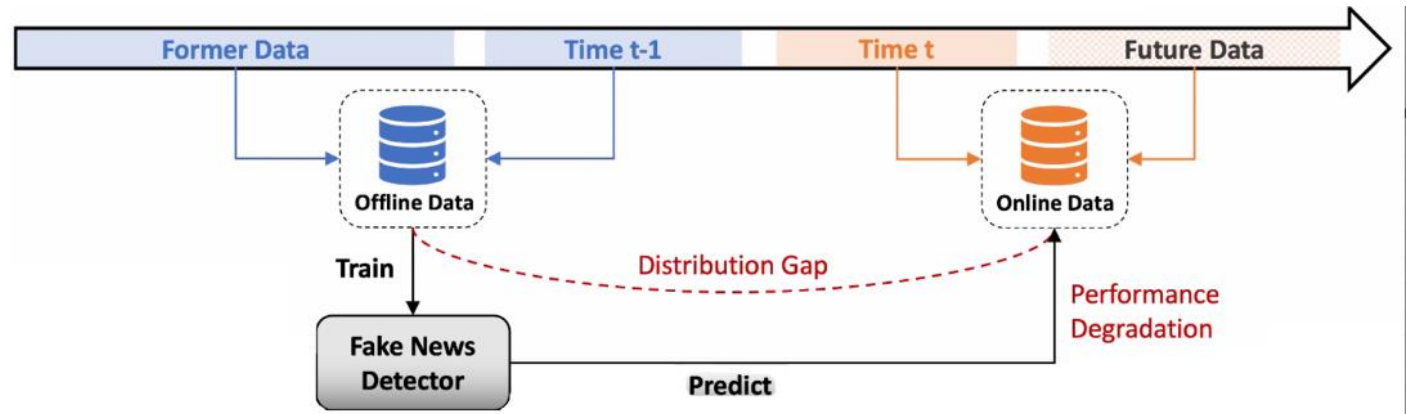 Former Data
Time t-1
Time t
Future Data
Offline Data
Online Data
Train
Distribution Gap
Performance
Degradation
Fake News
Detector
Predict